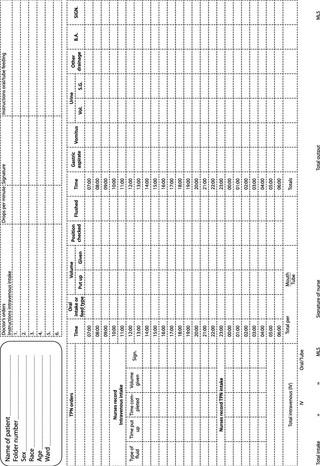 Name of patient
Folder number
Sex
Race
Age
Ward
Doctor's orders
Instructions intravenous intake
Drops per minute
Signature
Instructions oral/tube feeding
1.
2.
3.
4.
5.
6.
TPN orders
Nurses record
Intravenous intake
Type of fluid
Time put up
Time completed
Volume given
Sign.
Nurses record TPN intake
Time
Oral intake or feed type
Volume
Put up
Given
Position checked
Flushed
Time
Gastric aspirate
Vomitus
Urine
Vol.
S.G.
Other drainage
B.A.
SIGN.
07:00 07:00
08:00 08:00
09:00 09:00
10:00 10:00
11:00 11:00
12:00 12:00
13:00 13:00
14:00 14:00
15:00 15:00
16:00 16:00
17:00 17:00
18:00 18:00
19:00 19:00
20:00 20:00
21:00 21:00
22:00 22:00
23:00 23:00
00:00 00:00
01:00 01:00
02:00 02:00
03:00 03:00
04:00 04:00
05:00 05:00
06:00 06:00
Total intravenous (IV)
Total per
Mouth
Tube
Totals
IV
Oral/Tube
Total intake
=
=
MLS
Signature of nurse
Total output
MLS